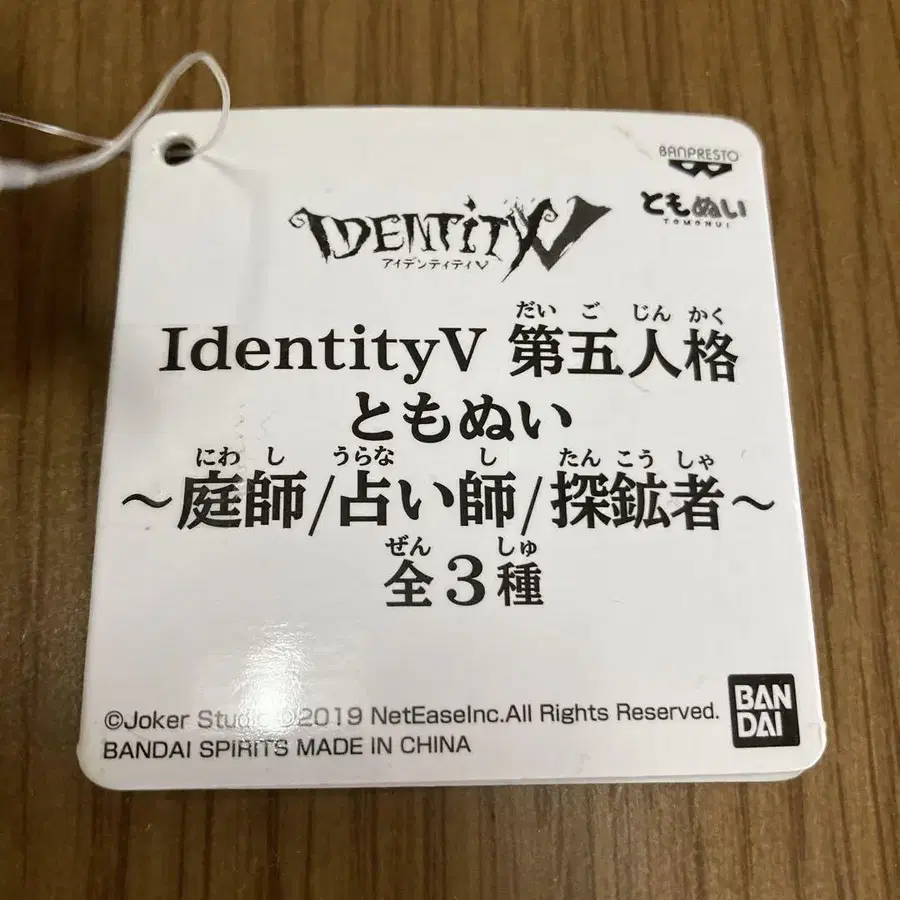 BANPRESTO
ともぬい
TOMONUI
IDENTITY V
アイデンティティV
だい ご じん かく
IdentityV 第五人格
ともぬい
にわ し うらな し たん こう しゃ
～庭師/占い師/探鉱者～
ぜん しゅ
全3種
©Joker Studio ©2019 NetEaseInc.All Rights Reserved.
BANDAI SPIRITS MADE IN CHINA
BAN
DAI